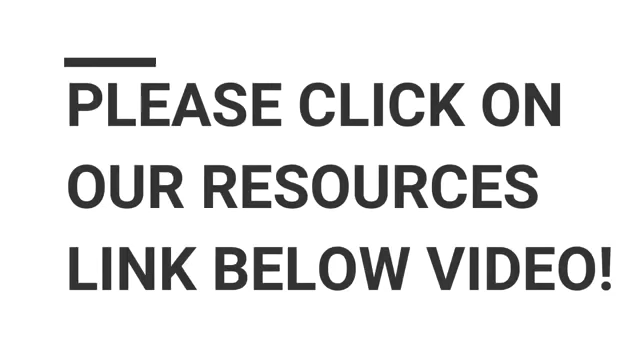 PLEASE CLICK ON
OUR RESOURCES
LINK BELOW VIDEO!